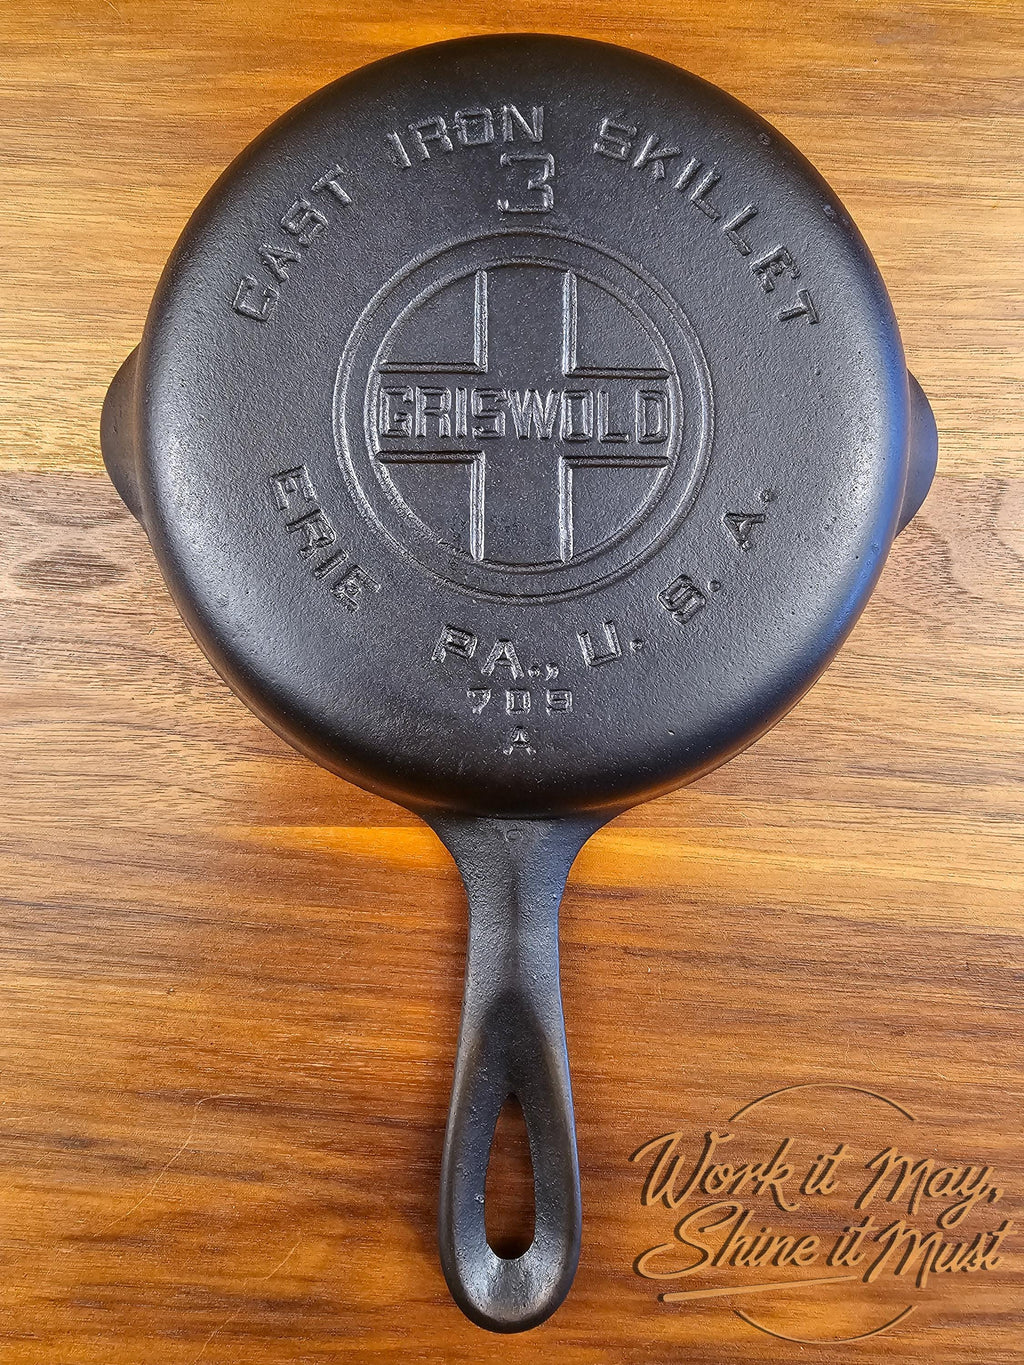 CAST IRON SKILLET
3
GRISWOLD
ERIE PA., U. S. A.
709
A
Work it May,
Shine it Must